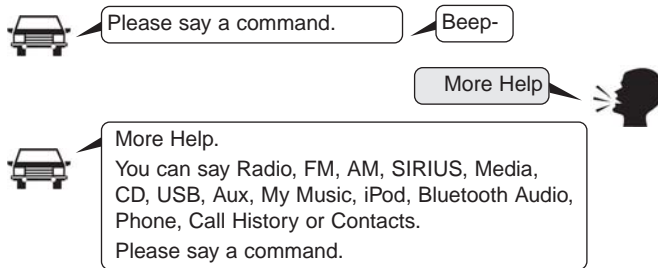 Please say a command.
Beep-
More Help
More Help.
You can say Radio, FM, AM, SIRIUS, Media,
CD, USB, Aux, My Music, iPod, Bluetooth Audio,
Phone, Call History or Contacts.
Please say a command.